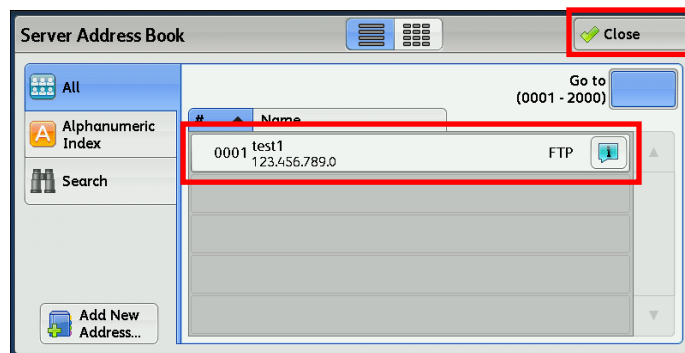 Server Address Book
Close
All
Alphanumeric
Index
Search
Add New
Address...
Go to
(0001 - 2000)
# Name
0001 test1
123.456.789.0
FTP